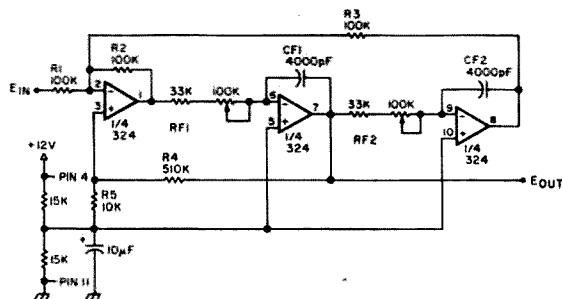 R3
100K
R2
100K
CF1
4000pF
CF2
4000pF
R1
100K
E IN
2
3
1
1/4
324
33K
100K
RF1
6
5
7
1/4
324
33K
100K
RF2
9
10
8
1/4
324
+12V
PIN 4
R4
510K
EOUT
15K
R5
10K
15K
+
10µF
PIN 11